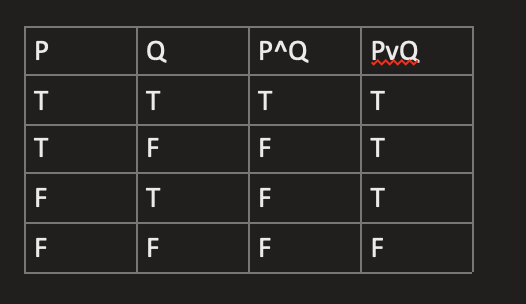 P Q P^Q PvQ
T T T T
T F F T
F T F T
F F F F